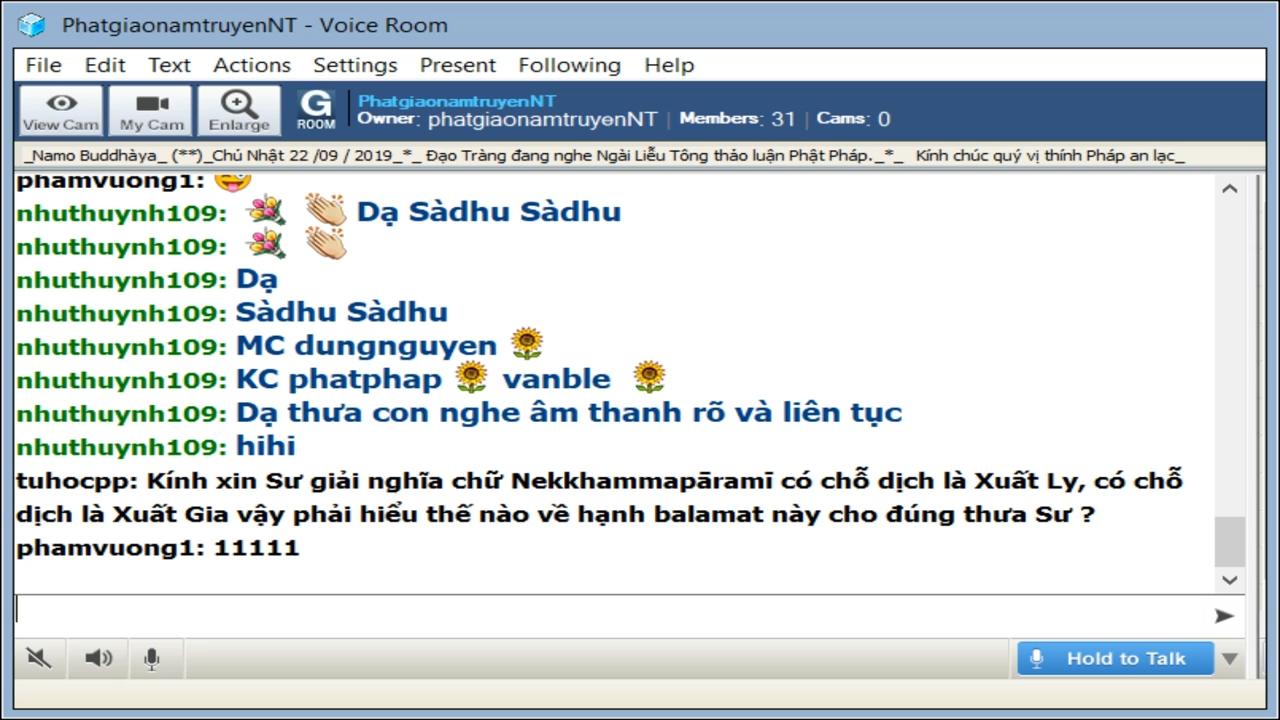 PhatgiaonamtruyenNT - Voice Room
File Edit Text Actions Settings Present Following Help
View Cam My Cam Enlarge G ROOM
PhatgiaonamtruyenNT
Owner: phatgiaonamtruyenNT | Members: 31 | Cams: 0
_Namo Buddhàya_ (**)_Chủ Nhật 22 /09 / 2019_*_ Đạo Tràng đang nghe Ngài Liễu Tông thảo luận Phật Pháp._*_ Kính chúc quý vị thính Pháp an lạc_
phamvuong1:
nhuthuynh109: Dạ Sàdhu Sàdhu
nhuthuynh109:
nhuthuynh109: Dạ
nhuthuynh109: Sàdhu Sàdhu
nhuthuynh109: MC dungnguyen
nhuthuynh109: KC phatphap vanble
nhuthuynh109: Dạ thưa con nghe âm thanh rõ và liên tục
nhuthuynh109: hihi
tuhocpp: Kính xin Sư giải nghĩa chữ Nekkhammapāramī có chỗ dịch là Xuất Ly, có chỗ
dịch là Xuất Gia vậy phải hiểu thế nào về hạnh balamat này cho đúng thưa Sư ?
phamvuong1: 11111
Hold to Talk